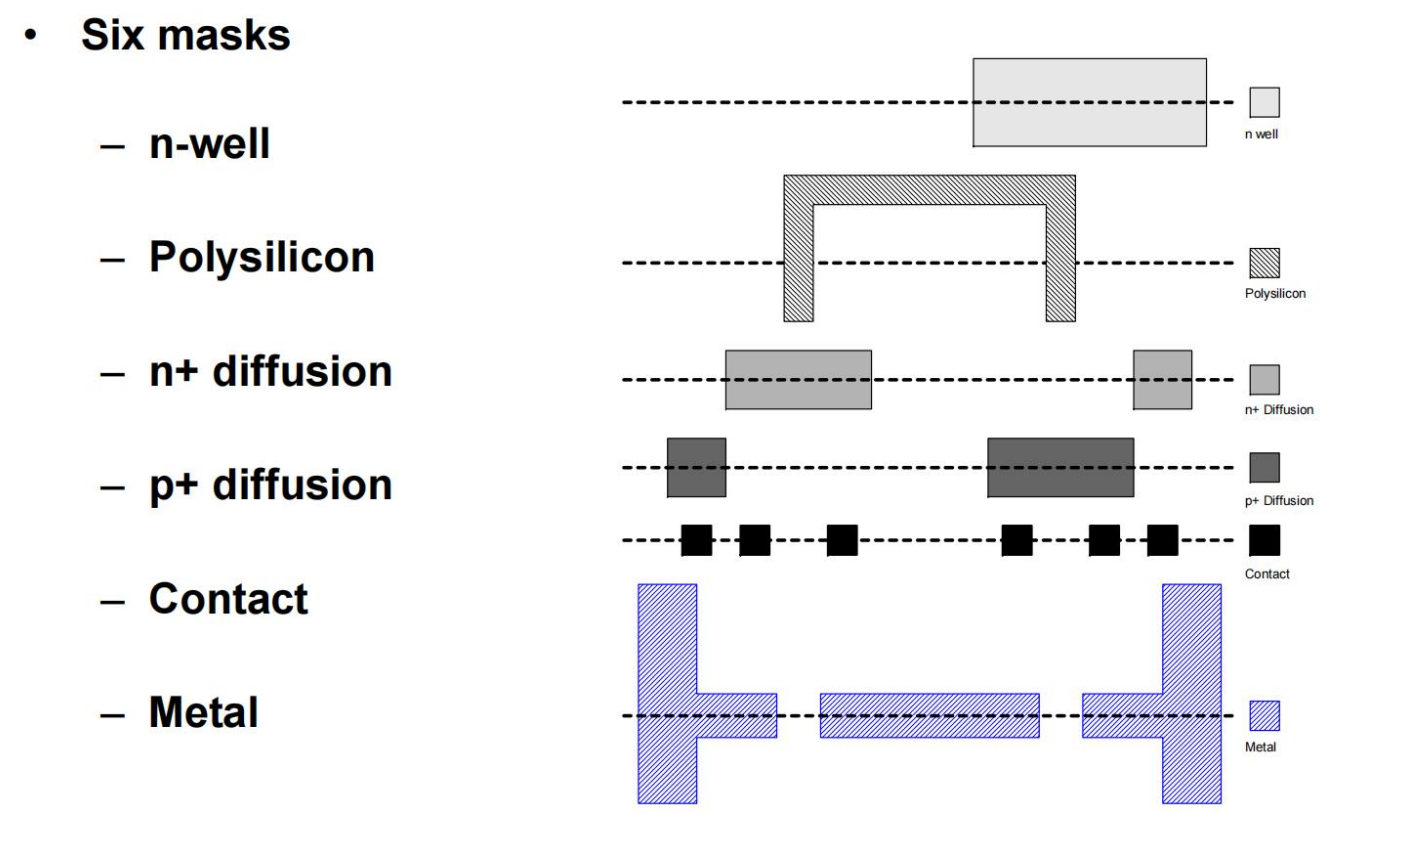 • Six masks
– n-well
– Polysilicon
– n+ diffusion
– p+ diffusion
– Contact
– Metal
n well
Polysilicon
n+ Diffusion
p+ Diffusion
Contact
Metal